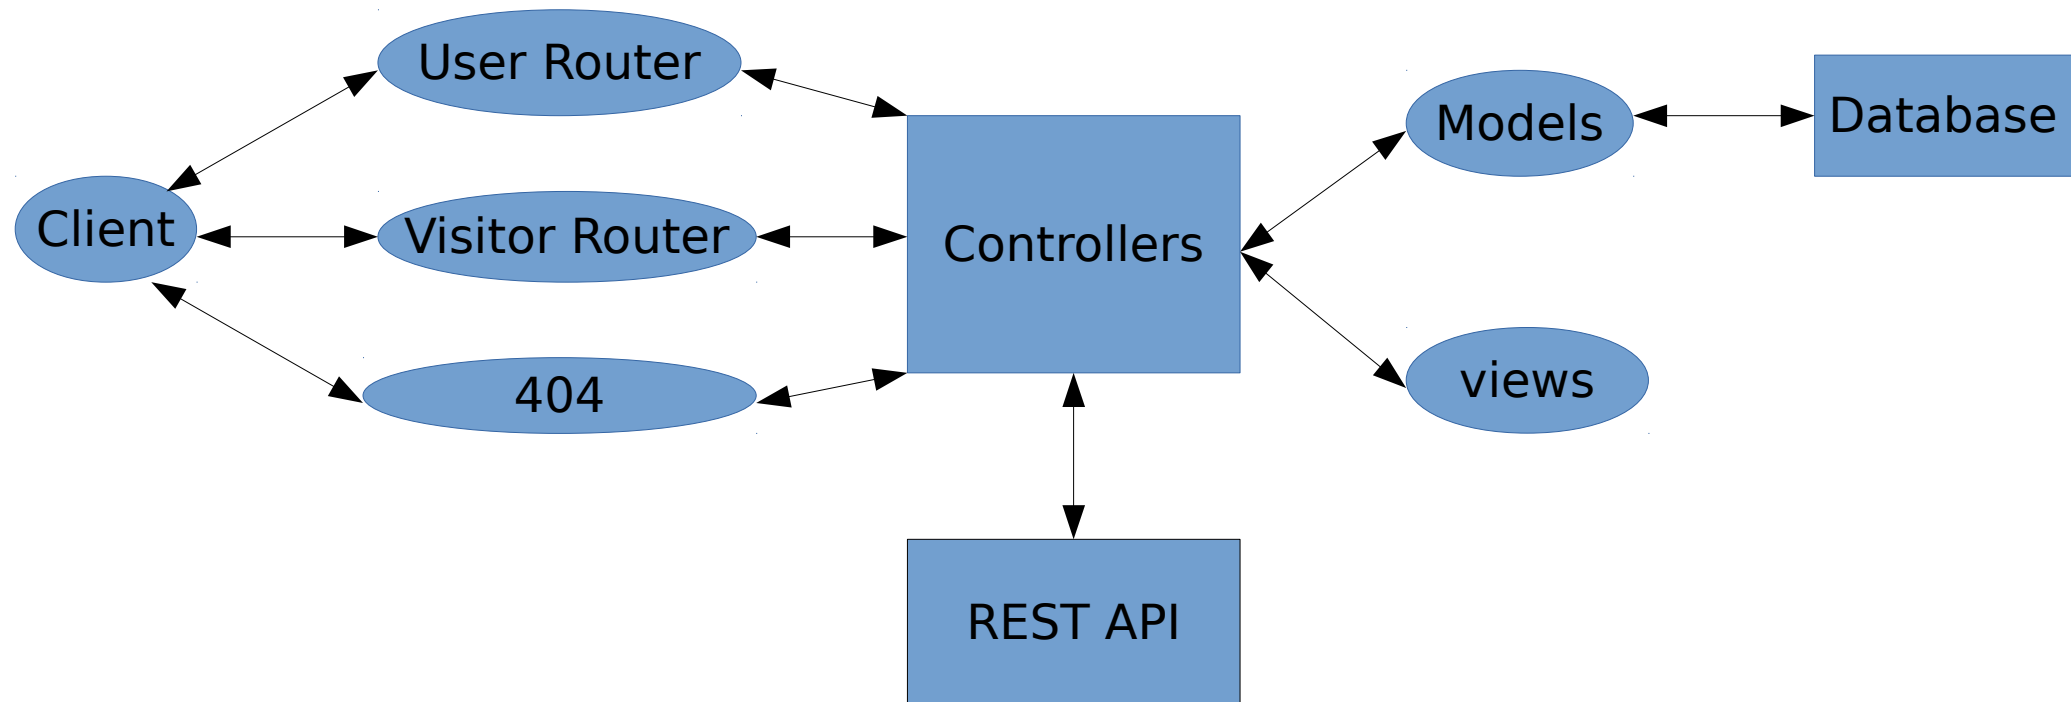 User Router
Models
Database
Client
Visitor Router
Controllers
404
views
REST API